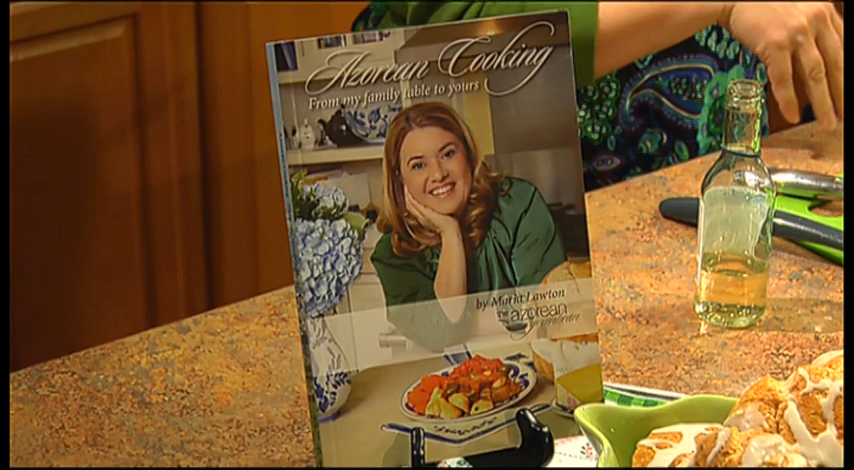 Azorean Cooking
From my family table to yours
by Maria Lawton
the azorean